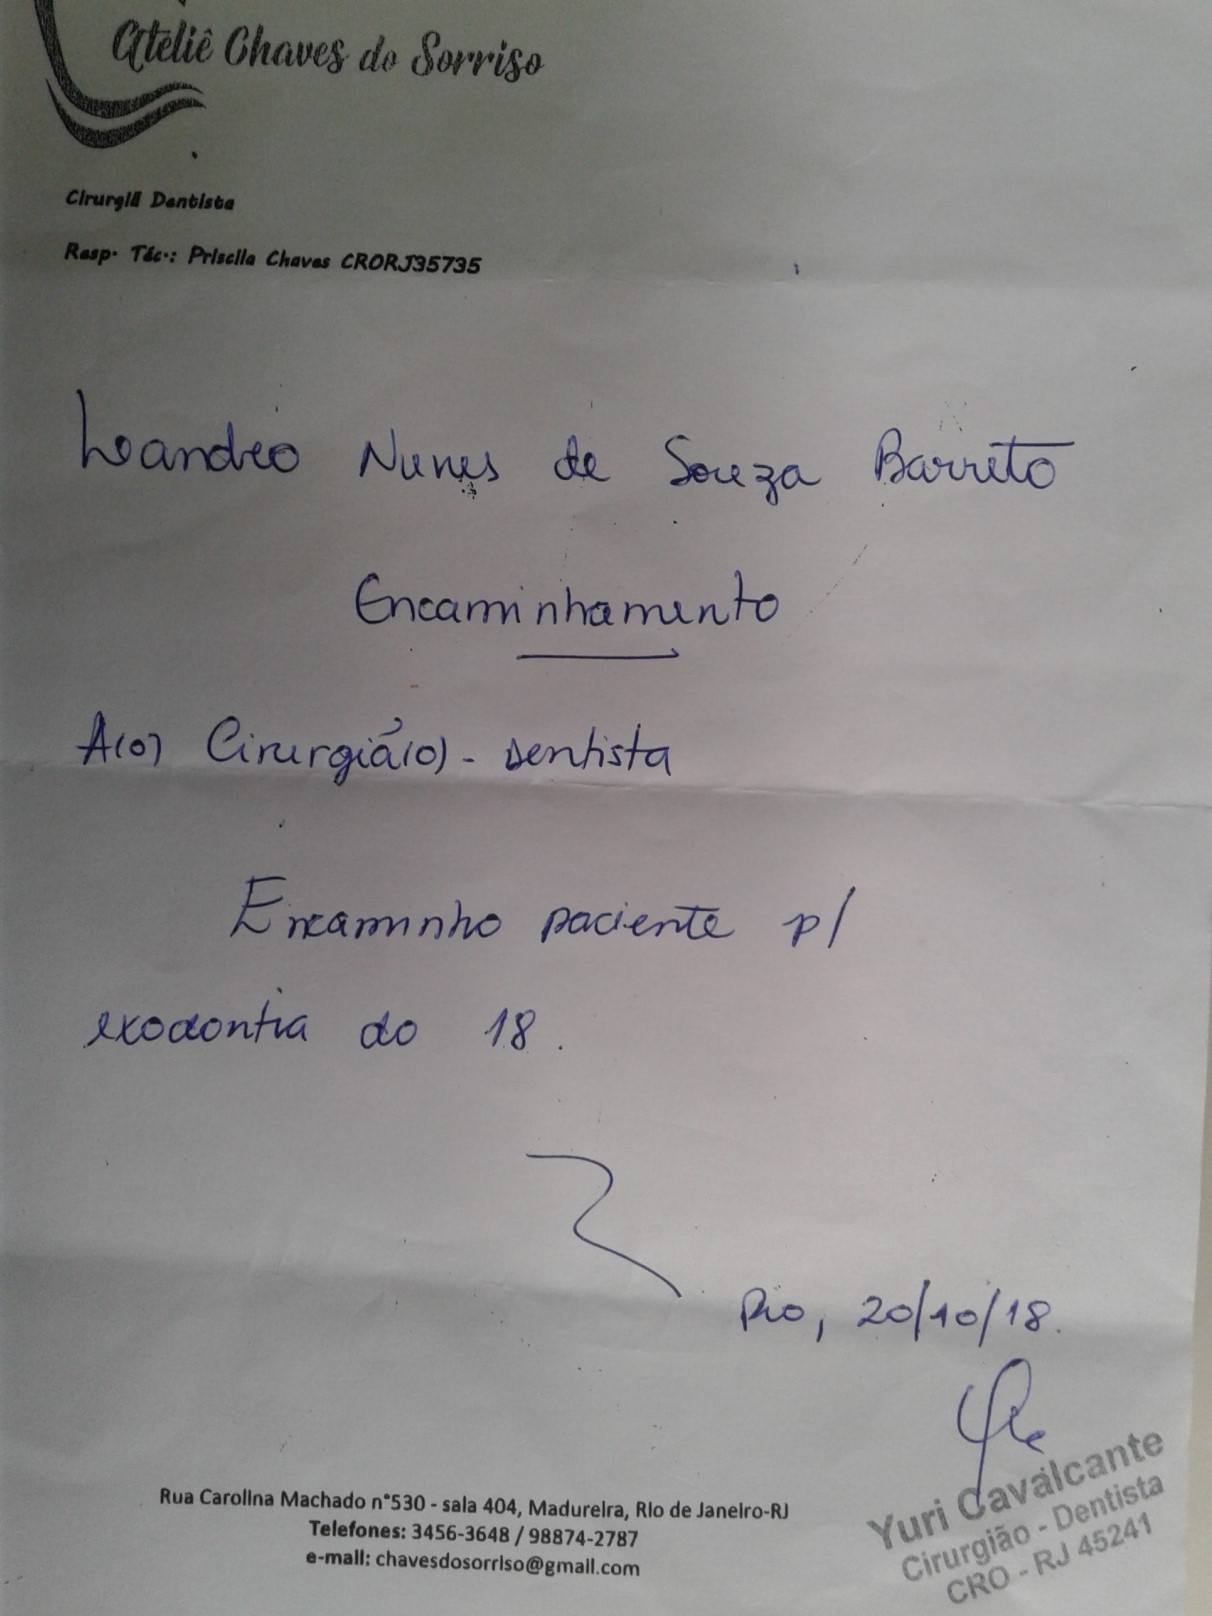 Ateliê Chaves do Sorriso
Cirurgiã Dentista
Resp. Téc.: Priscila Chaves CRORJ35735
Leandro Nunes de Souza Barreto
Encaminhamento
A(o) Cirurgiã(o) - Dentista
Encaminho paciente p/
exodontia do 18.
Rio, 20/10/18.
Yuri Cavalcante
Cirurgião - Dentista
CRO - RJ 45241
Rua Carolina Machado n°530 - sala 404, Madureira, Rio de Janeiro-RJ
Telefones: 3456-3648 / 98874-2787
e-mail: chavesdosorriso@gmail.com